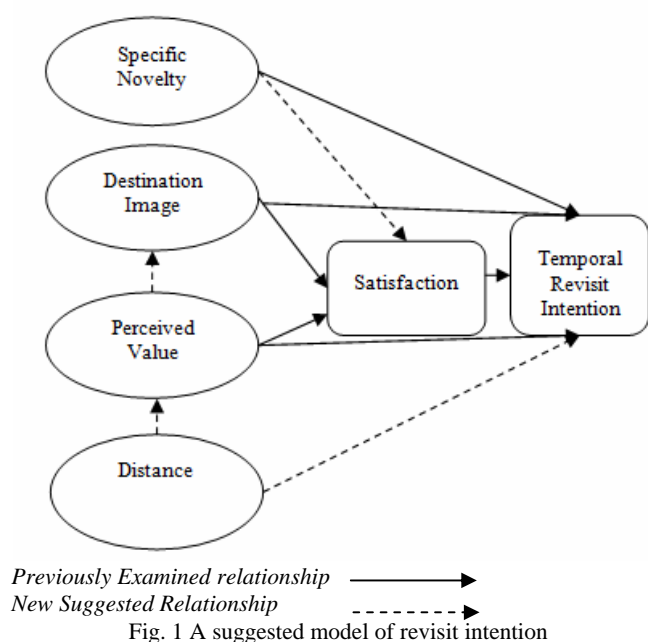 Specific
Novelty
Destination
Image
Satisfaction
Temporal
Revisit
Intention
Perceived
Value
Distance
Previously Examined relationship
New Suggested Relationship
Fig. 1 A suggested model of revisit intention